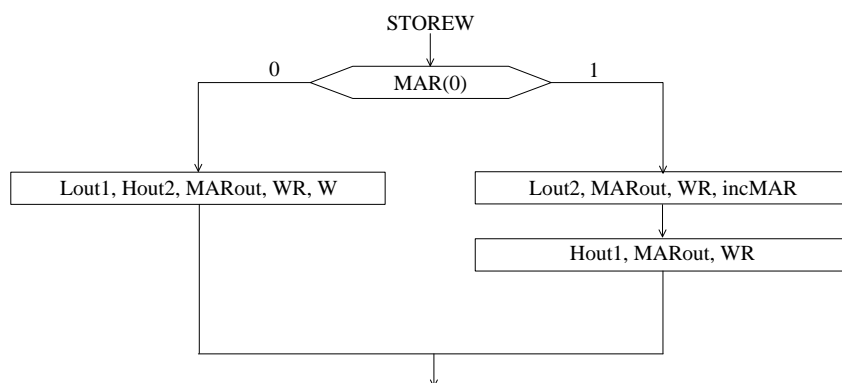 STOREW
0
MAR(0)
1
Lout1, Hout2, MARout, WR, W
Lout2, MARout, WR, incMAR
Hout1, MARout, WR